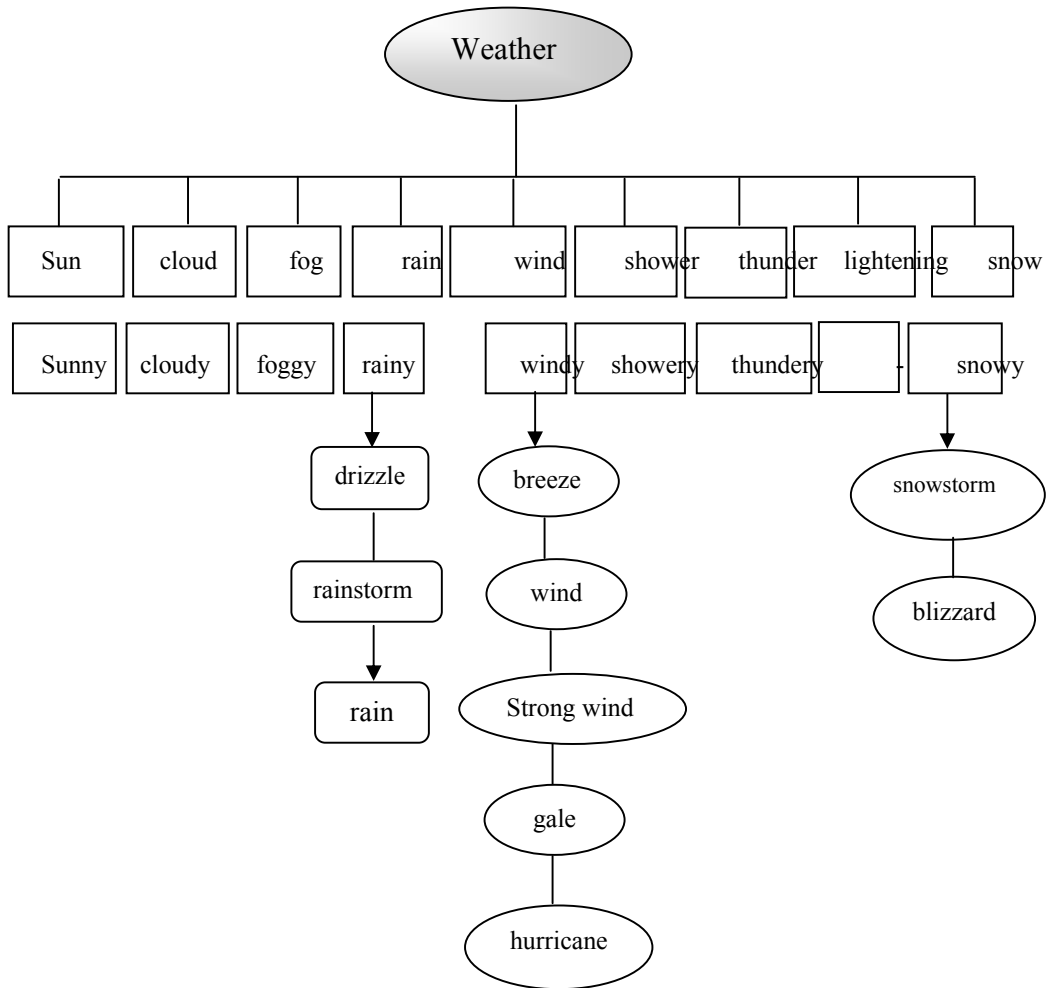 Weather
Sun cloud fog rain wind shower thunder lightening snow
Sunny cloudy foggy rainy windy showery thundery - snowy
drizzle breeze snowstorm
rainstorm wind blizzard
rain Strong wind
gale
hurricane